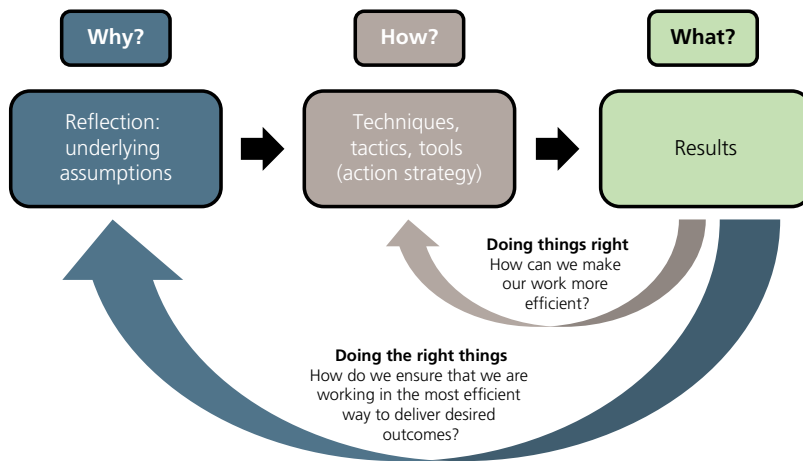 Why?
How?
What?
Reflection:
underlying
assumptions
Techniques,
tactics, tools
(action strategy)
Results
Doing things right
How can we make
our work more
efficient?
Doing the right things
How do we ensure that we are
working in the most efficient
way to deliver desired
outcomes?